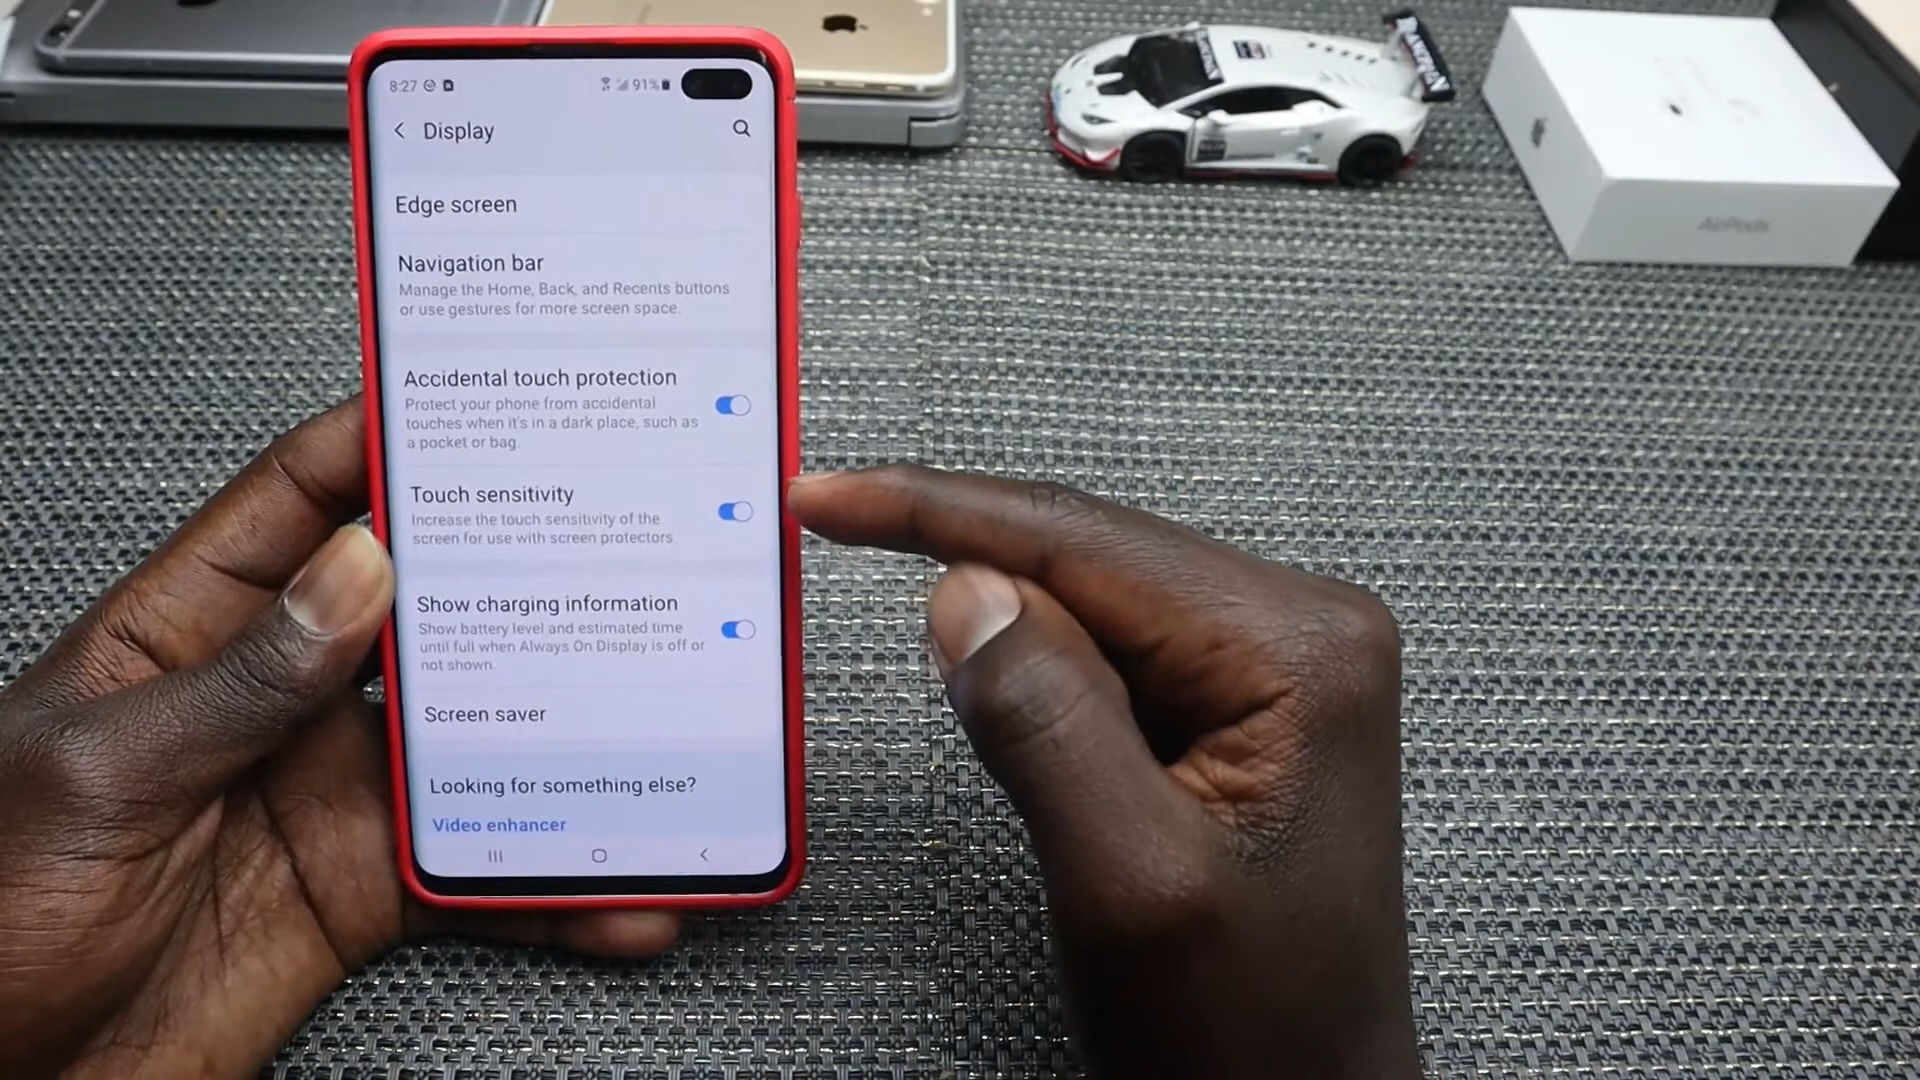 8:27
91%
Display
Edge screen
Navigation bar
Manage the Home, Back, and Recents buttons
or use gestures for more screen space.
Accidental touch protection
Protect your phone from accidental
touches when it's in a dark place, such as
a pocket or bag.
Touch sensitivity
Increase the touch sensitivity of the
screen for use with screen protectors.
Show charging information
Show battery level and estimated time
until full when Always On Display is off or
not shown.
Screen saver
Looking for something else?
Video enhancer
AirPods